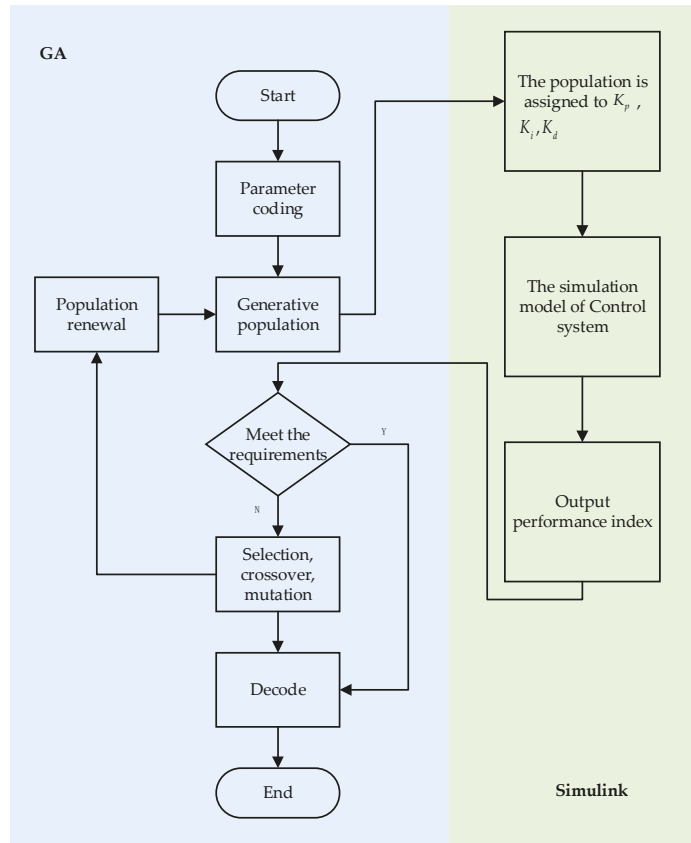 GA
Start
Parameter
coding
Population
renewal
Generative
population
Meet the
requirements
Y
N
Selection,
crossover,
mutation
Decode
End
The population is
assigned to Kp ,
Ki,Kd
The simulation
model of Control
system
Output
performance index
Simulink